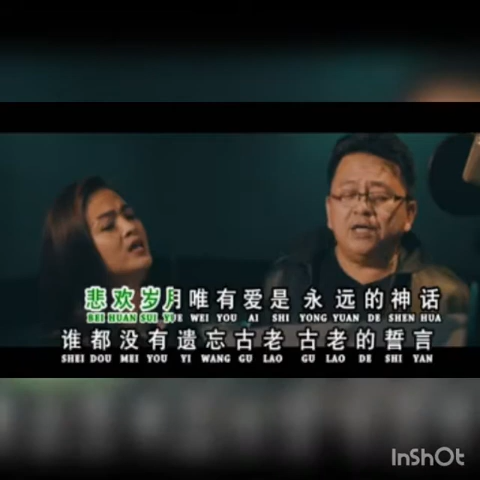 悲欢岁月唯有爱是永远的神话
BEI HUAN SUI YUE WEI YOU AI SHI YONG YUAN DE SHEN HUA
谁都没有遗忘古老 古老的誓言
SHEI DOU MEI YOU YI WANG GU LAO GU LAO DE SHI YAN
InShOt